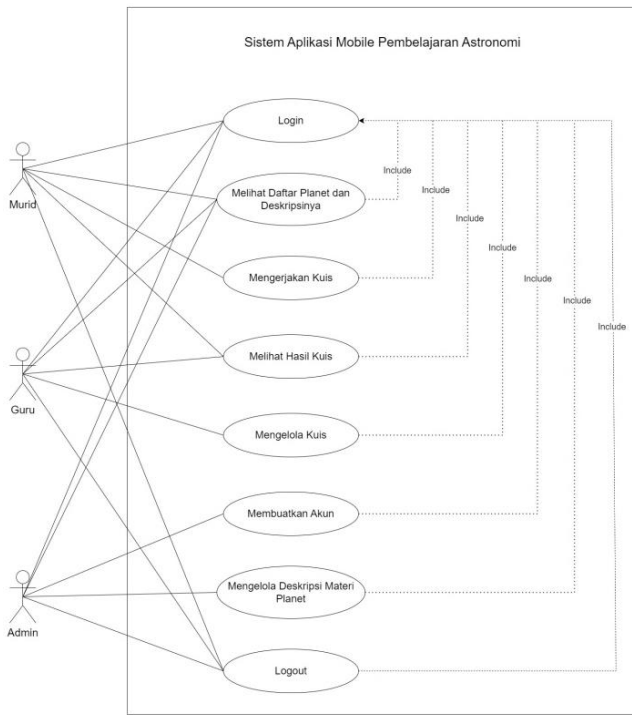 Sistem Aplikasi Mobile Pembelajaran Astronomi
Login
Murid
Melihat Daftar Planet dan
Deskripsinya
Include
Include
Include
Include
Include
Include
Include
Mengerjakan Kuis
Melihat Hasil Kuis
Guru
Mengelola Kuis
Membuatkan Akun
Mengelola Deskripsi Materi
Planet
Admin
Logout